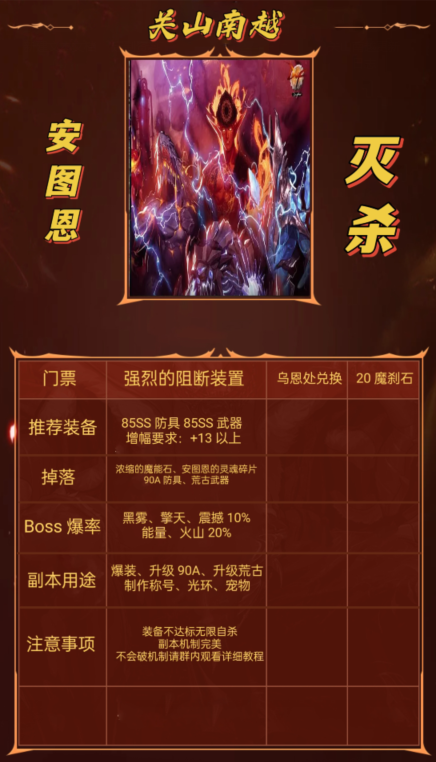 关山南越
安图恩
灭杀
门票 强烈的阻断装置 乌恩处兑换 20 魔刹石
推荐装备 85SS 防具 85SS 武器
增幅要求：+13 以上
掉落 浓缩的魔能石、安图恩的灵魂碎片
90A 防具、荒古武器
Boss 爆率 黑雾、擎天、震撼 10%
能量、火山 20%
副本用途 爆装、升级 90A、升级荒古
制作称号、光环、宠物
注意事项 装备不达标无限自杀
副本机制完美
不会破机制请群内观看详细教程